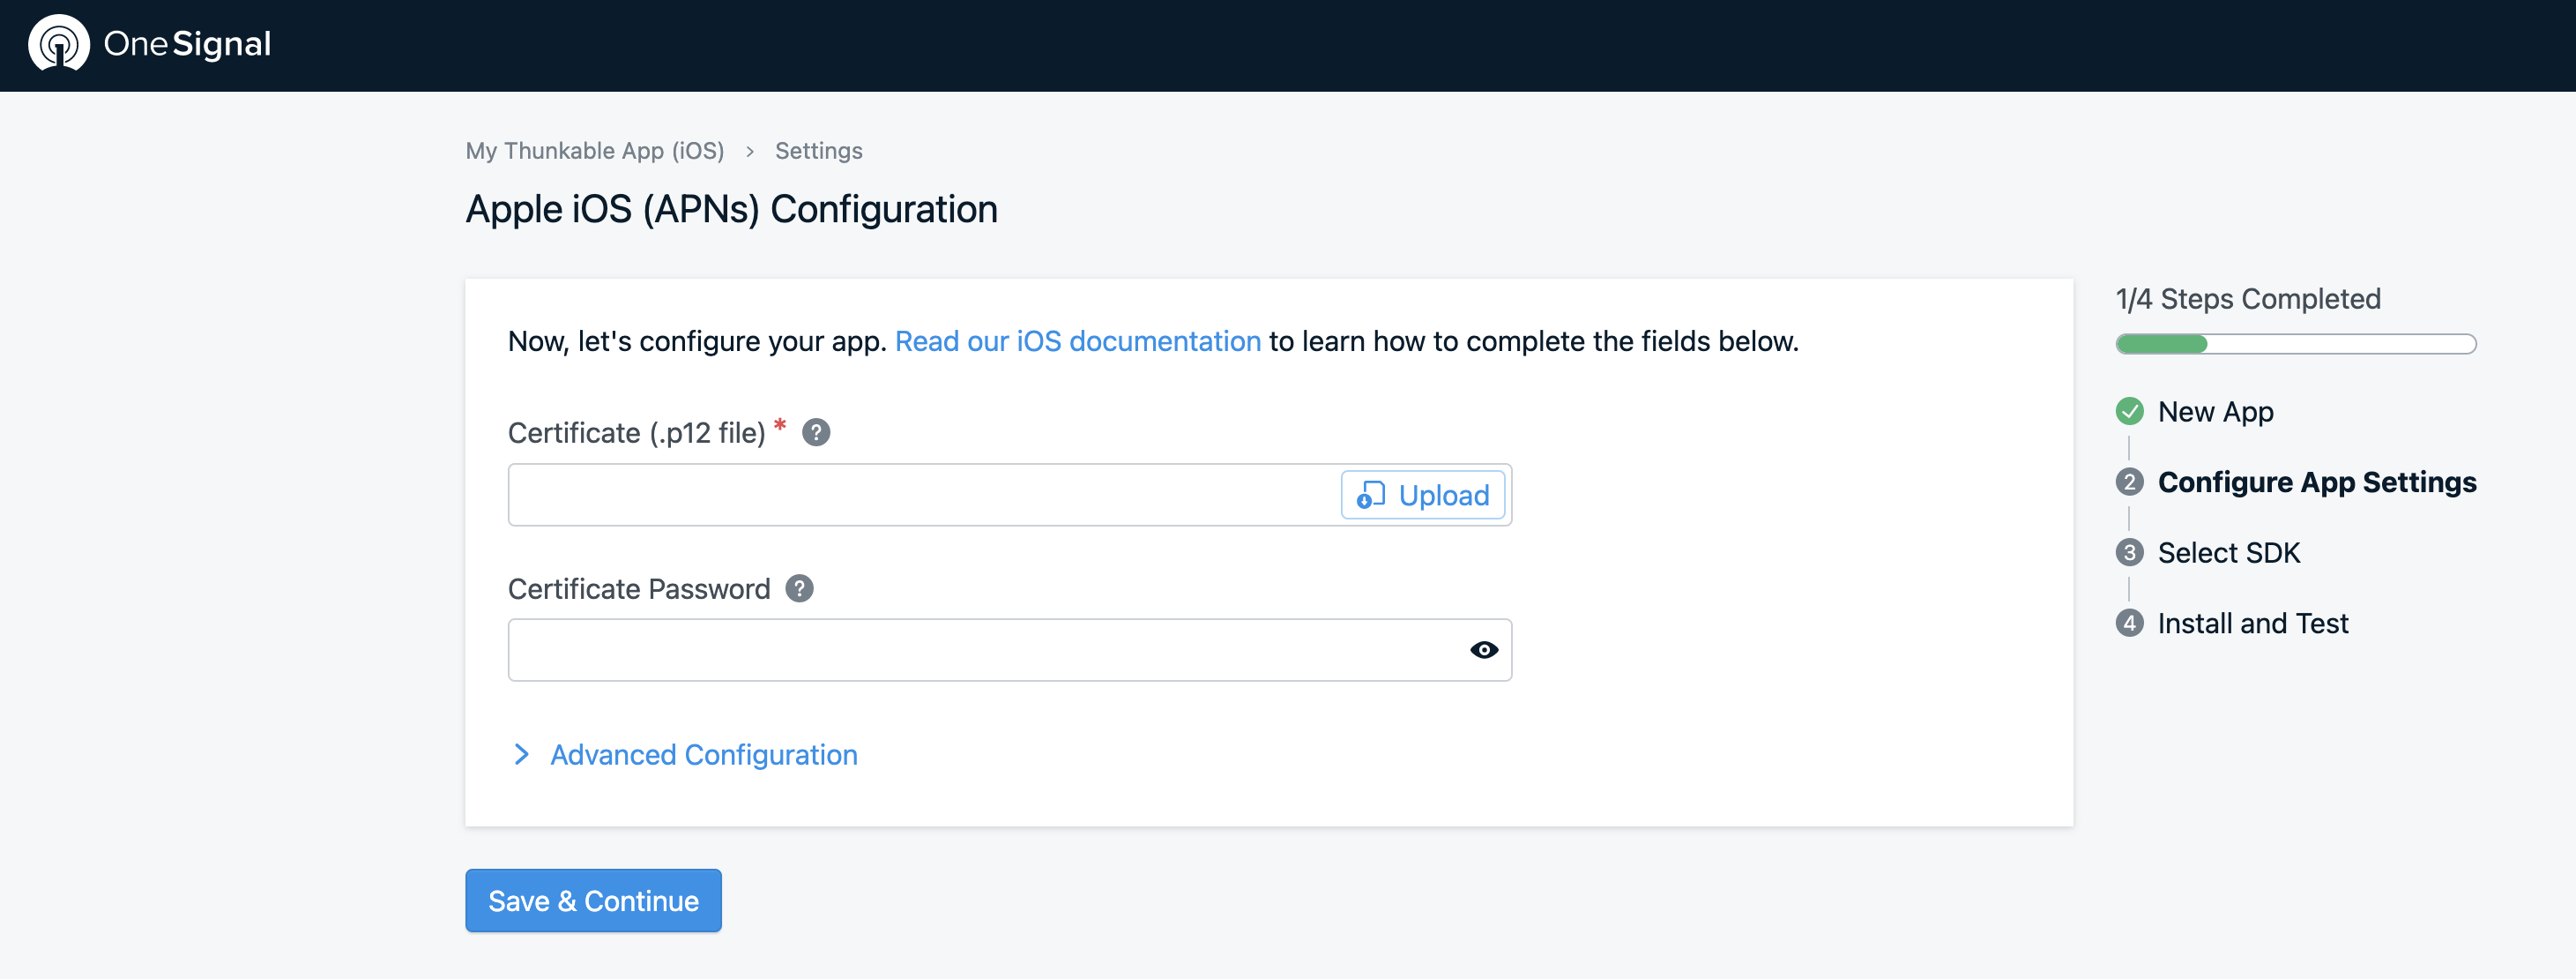 OneSignal
My Thunkable App (iOS) > Settings
Apple iOS (APNs) Configuration
Now, let's configure your app. Read our iOS documentation to learn how to complete the fields below.
Certificate (.p12 file) * ?
Upload
Certificate Password ?
> Advanced Configuration
Save & Continue
1/4 Steps Completed
New App
2 Configure App Settings
3 Select SDK
4 Install and Test